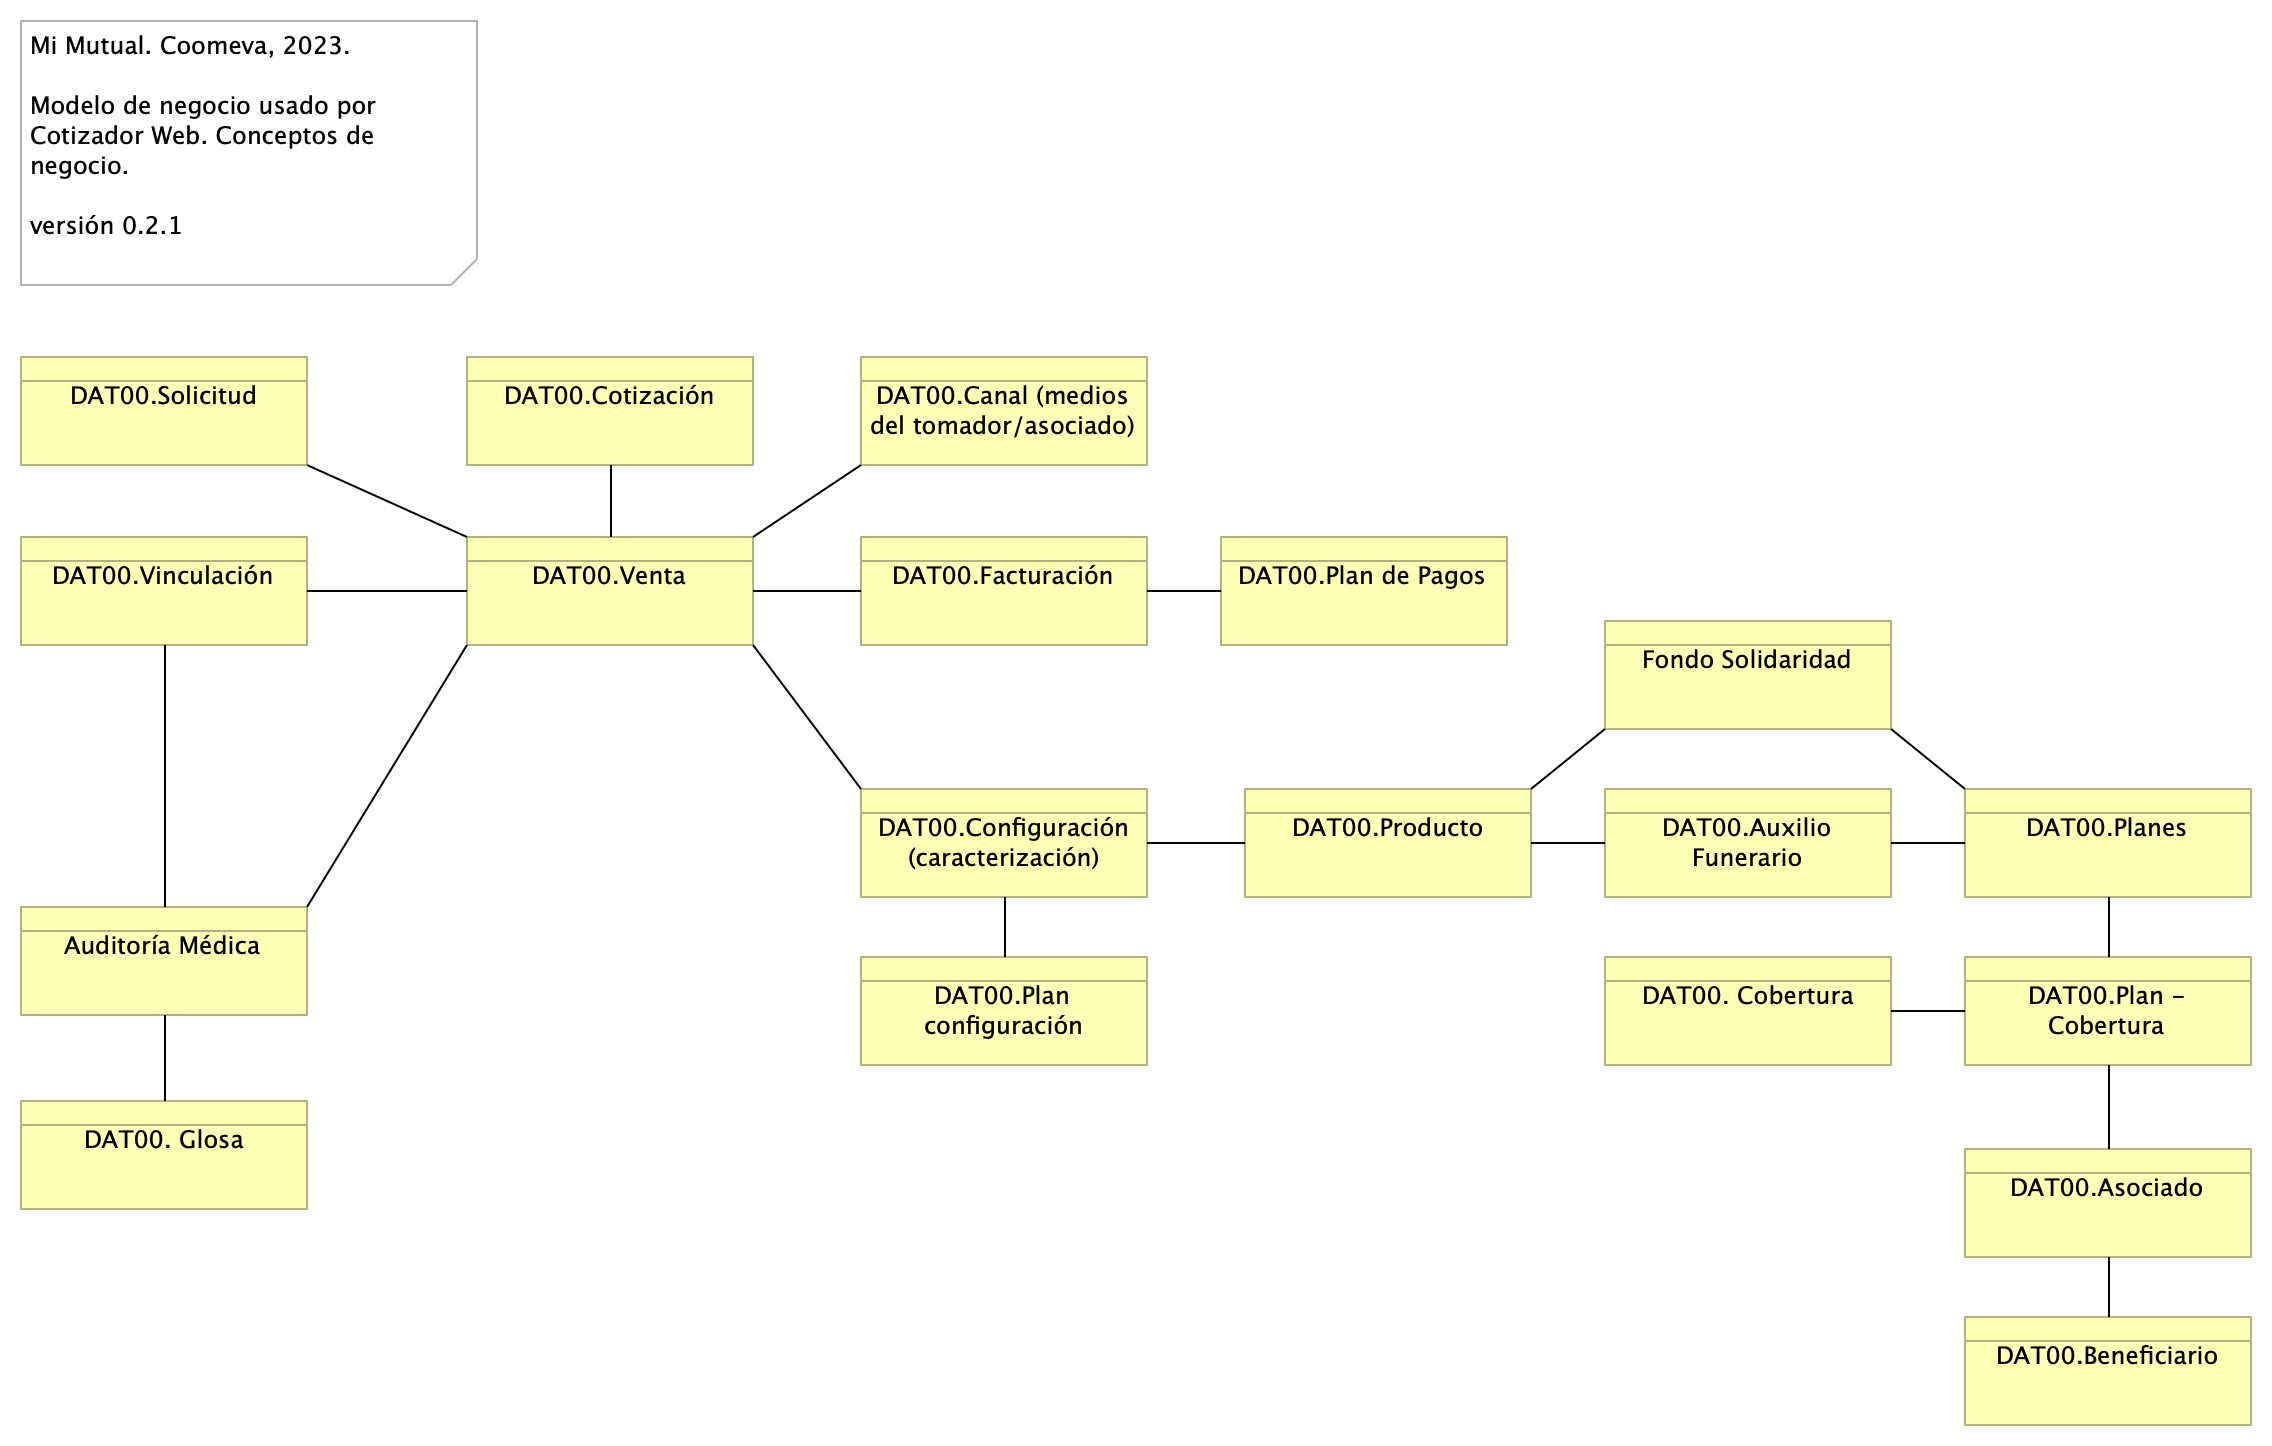 Mi Mutual. Coomeva, 2023.
Modelo de negocio usado por
Cotizador Web. Conceptos de
negocio.
versión 0.2.1
DAT00.Solicitud
DAT00.Cotización
DAT00.Canal (medios
del tomador/asociado)
DAT00.Vinculación
DAT00.Venta
DAT00.Facturación
DAT00.Plan de Pagos
Fondo Solidaridad
DAT00.Configuración
(caracterización)
DAT00.Producto
DAT00.Auxilio
Funerario
DAT00.Planes
Auditoría Médica
DAT00.Plan
configuración
DAT00. Cobertura
DAT00.Plan -
Cobertura
DAT00. Glosa
DAT00.Asociado
DAT00.Beneficiario